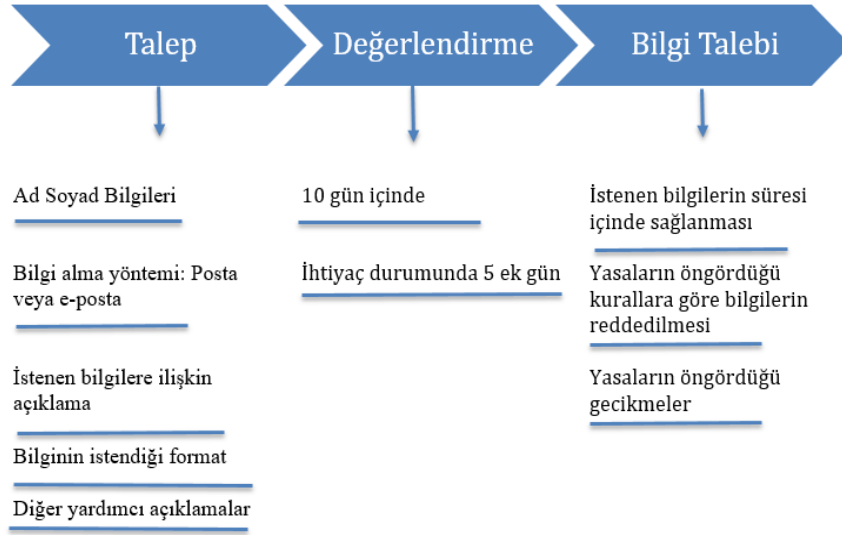 Talep
Değerlendirme
Bilgi Talebi
Ad Soyad Bilgileri
Bilgi alma yöntemi: Posta
veya e-posta
İstenen bilgilere ilişkin
açıklama
Bilginin istendiği format
Diğer yardımcı açıklamalar
10 gün içinde
İhtiyaç durumunda 5 ek gün
İstenen bilgilerin süresi
içinde sağlanması
Yasaların öngördüğü
kurallara göre bilgilerin
reddedilmesi
Yasaların öngördüğü
gecikmeler